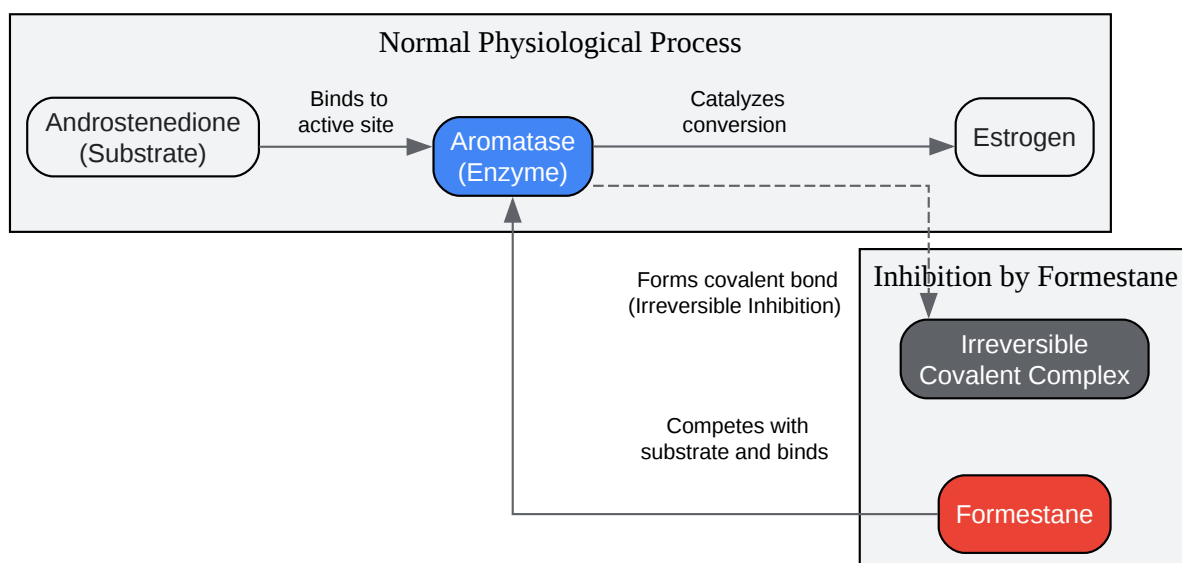 Normal Physiological Process
Androstenedione
(Substrate)
Binds to
active site
Aromatase
(Enzyme)
Catalyzes
conversion
Estrogen
Forms covalent bond
(Irreversible Inhibition)
Inhibition by Formestane
Irreversible
Covalent Complex
Competes with
substrate and binds
Formestane